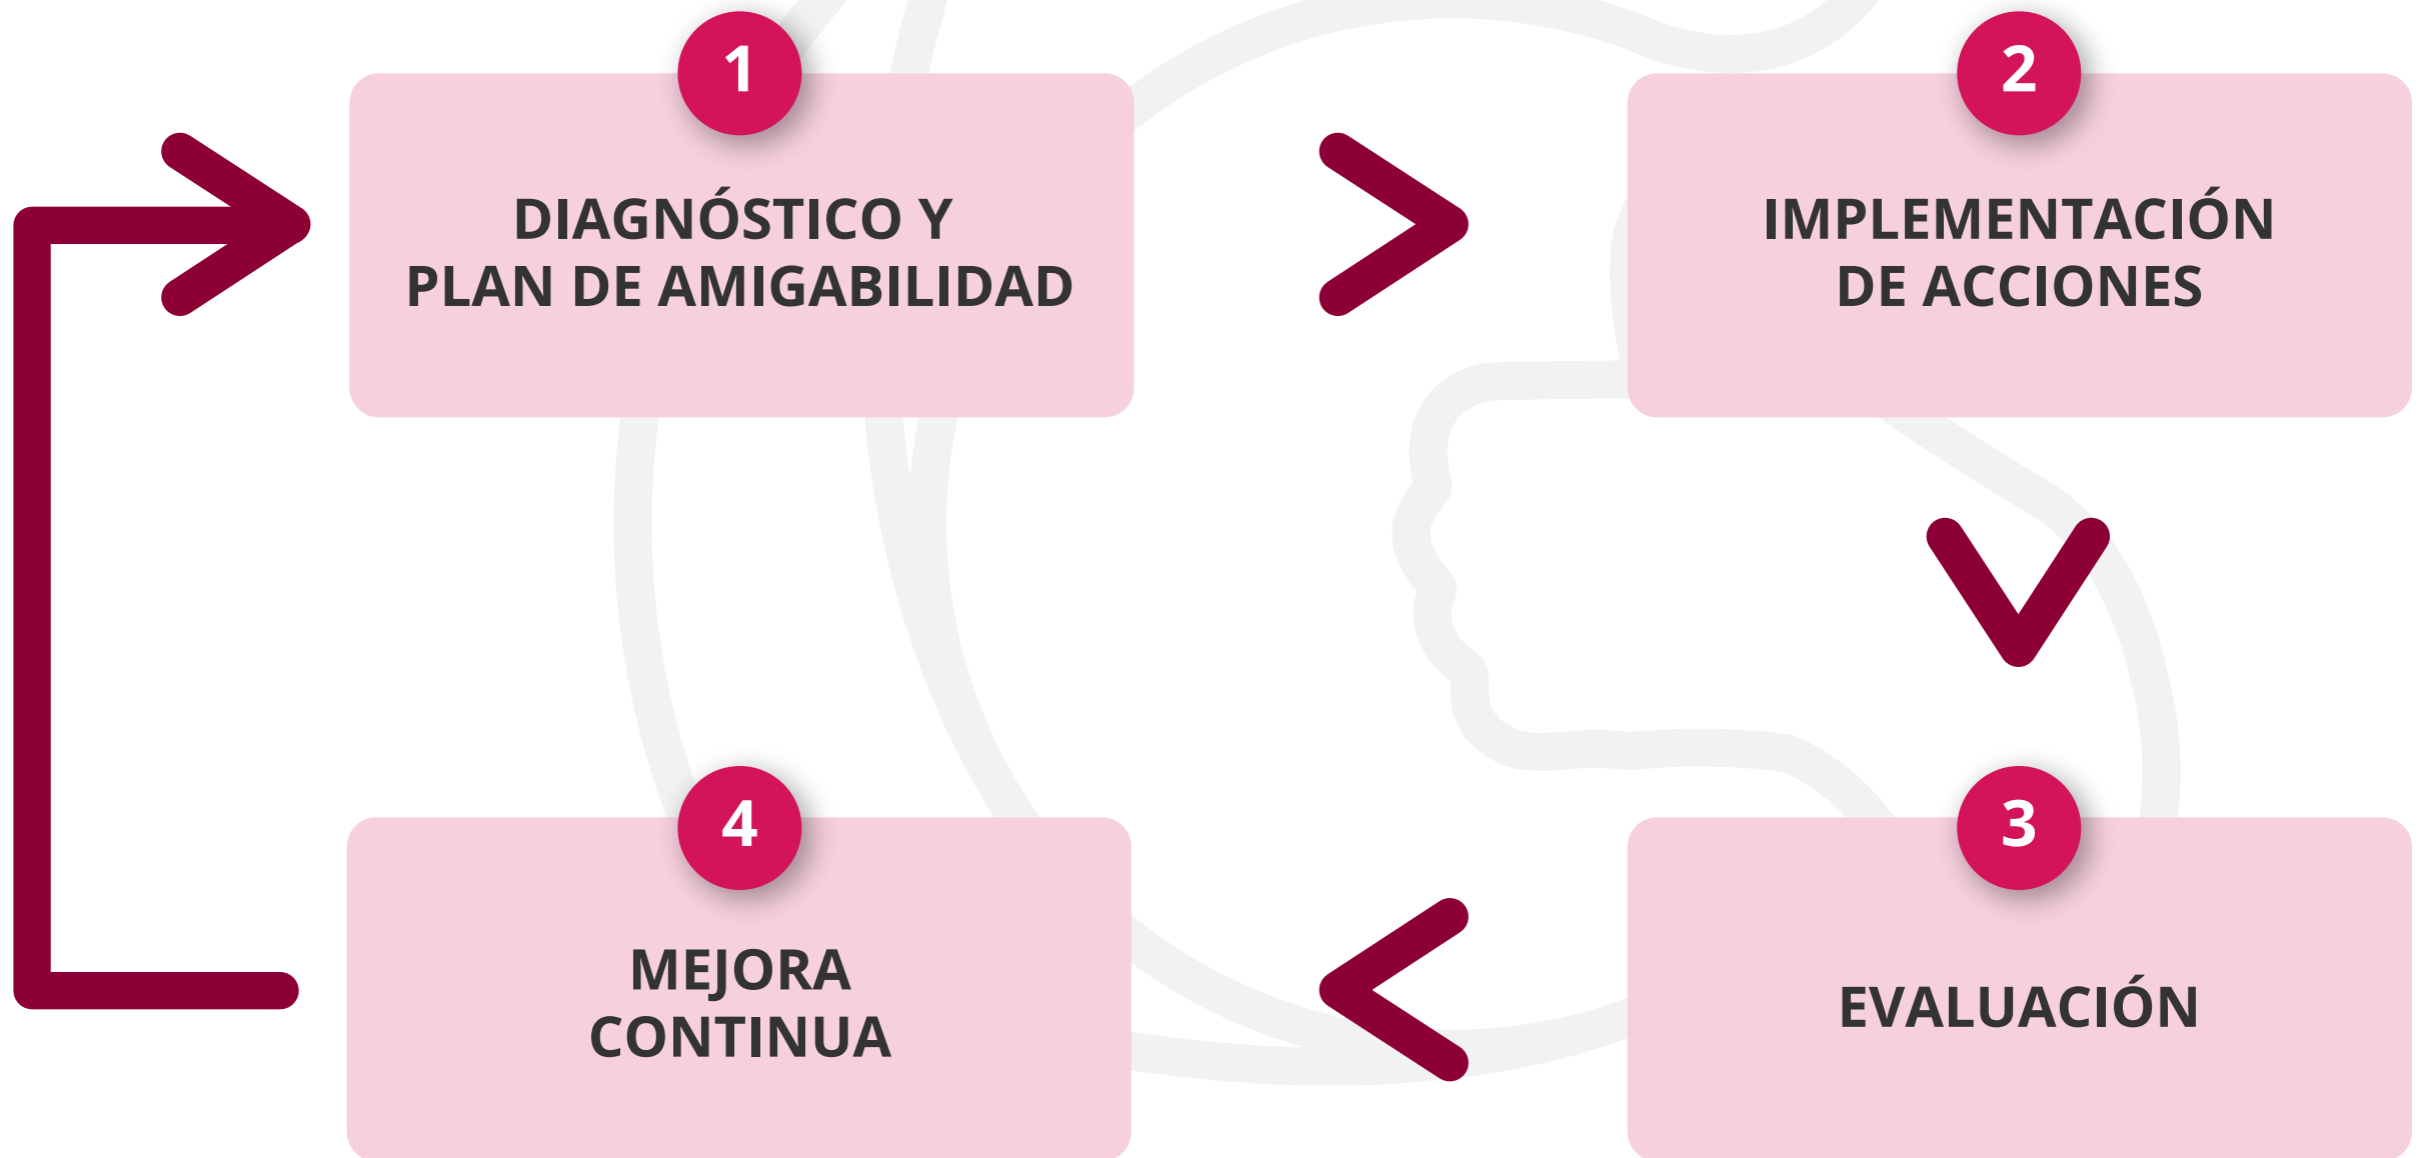 1
DIAGNÓSTICO Y
PLAN DE AMIGABILIDAD
2
IMPLEMENTACIÓN
DE ACCIONES
3
EVALUACIÓN
4
MEJORA
CONTINUA